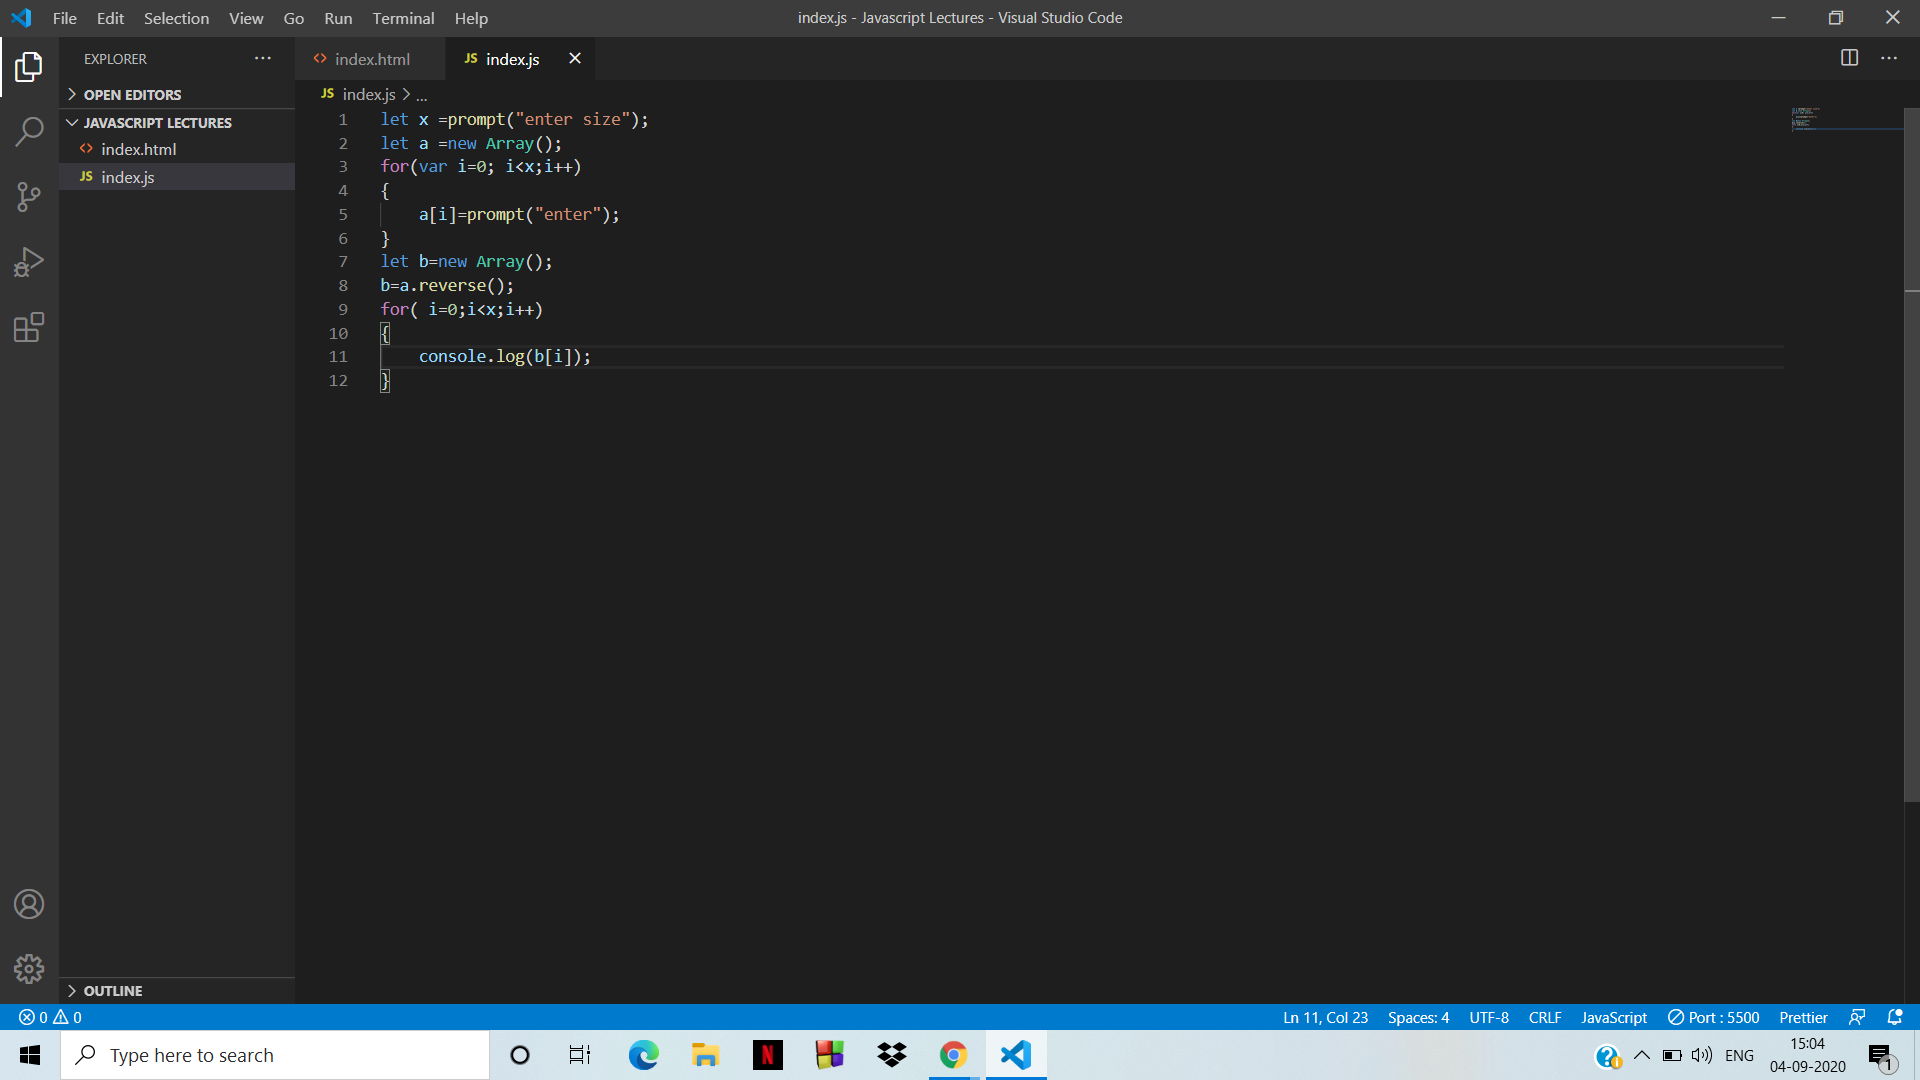 File Edit Selection View Go Run Terminal Help
index.js - Javascript Lectures - Visual Studio Code
EXPLORER
OPEN EDITORS
JAVASCRIPT LECTURES
index.html
JS index.js
OUTLINE
index.html
JS index.js
JS index.js > ...
1 let x =prompt("enter size");
2 let a =new Array();
3 for(var i=0; i<x;i++)
4 {
5     a[i]=prompt("enter");
6 }
7 let b=new Array();
8 b=a.reverse();
9 for( i=0;i<x;i++)
10 {
11     console.log(b[i]);
12 }
0 0
Ln 11, Col 23 Spaces: 4 UTF-8 CRLF JavaScript Port : 5500 Prettier
Type here to search
N
ENG
15:04
04-09-2020
1